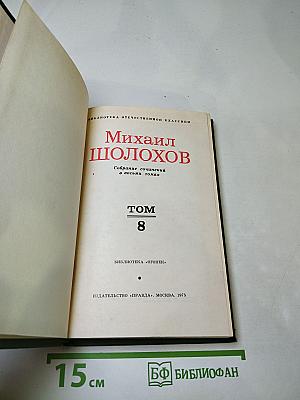 БИБЛИОТЕКА ОТЕЧЕСТВЕННОЙ КЛАССИКИ
Михаил
ШОЛОХОВ
Собрание сочинений
в восьми томах
ТОМ
8
БИБЛИОТЕКА «ОГОНЕК»
ИЗДАТЕЛЬСТВО «ПРАВДА». МОСКВА. 1975
15 см
БФ БИБЛИОФАН